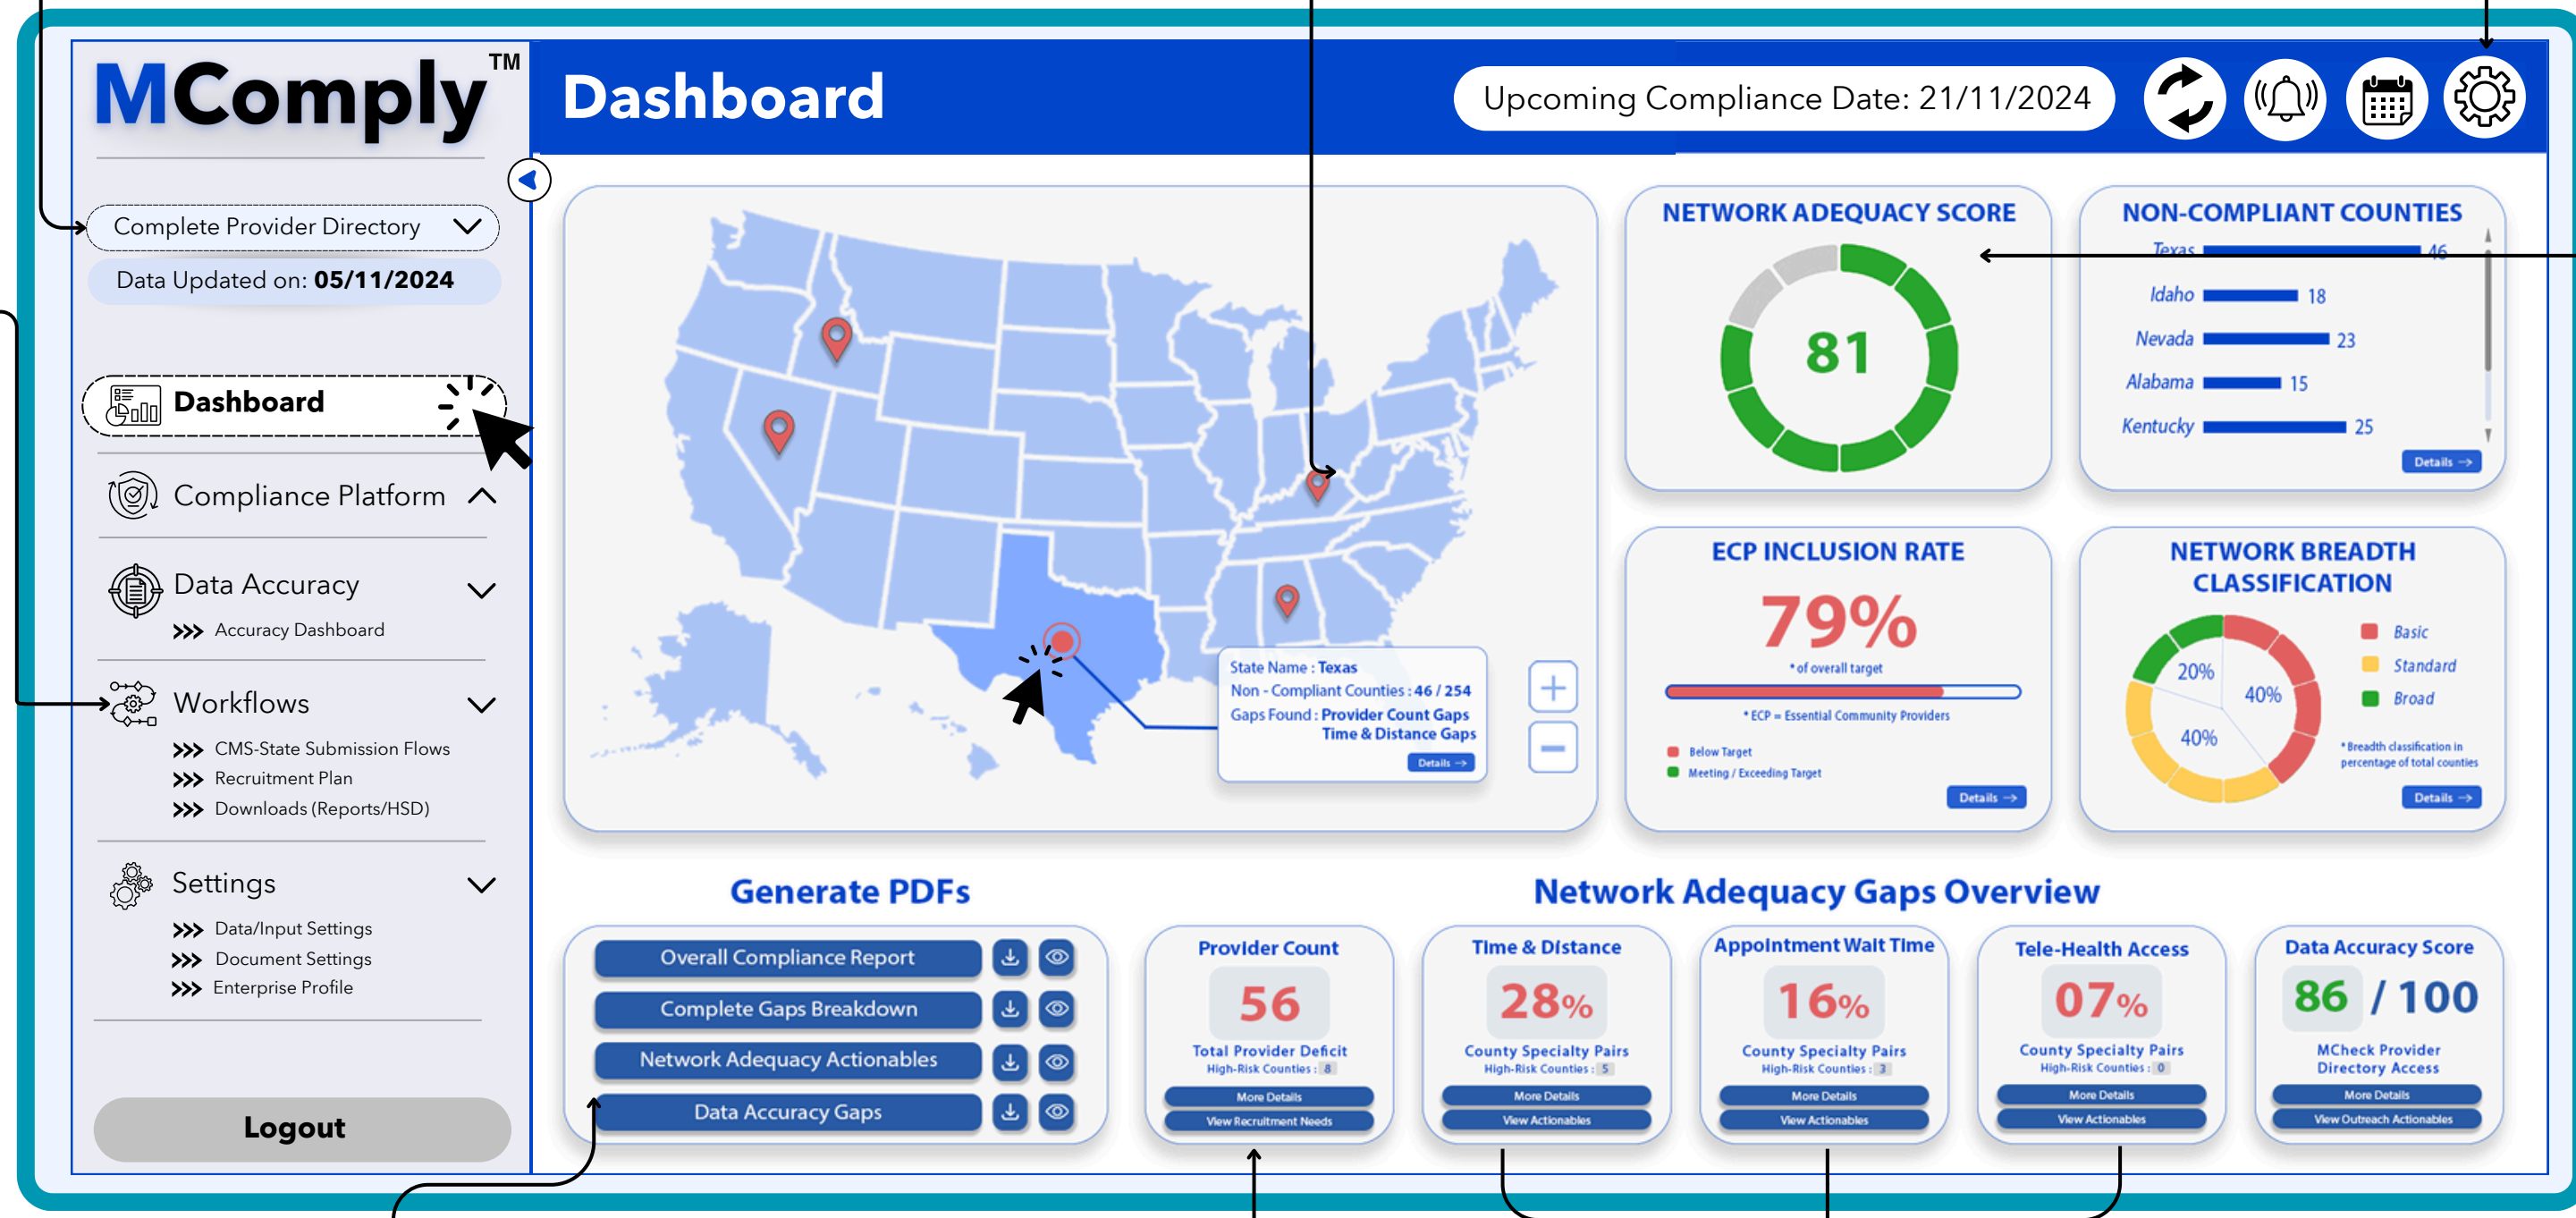 MComply™
Dashboard
Upcoming Compliance Date: 21/11/2024
Complete Provider Directory
Data Updated on: 05/11/2024
Dashboard
Compliance Platform
Data Accuracy
Accuracy Dashboard
Workflows
CMS-State Submission Flows
Recruitment Plan
Downloads (Reports/HSD)
Settings
Data/Input Settings
Document Settings
Enterprise Profile
Logout
State Name : Texas
Non - Compliant Counties : 46 / 254
Gaps Found : Provider Count Gaps
Time & Distance Gaps
Details →
NETWORK ADEQUACY SCORE
81
NON-COMPLIANT COUNTIES
Texas 46
Idaho 18
Nevada 23
Alabama 15
Kentucky 25
Details →
ECP INCLUSION RATE
79%
* of overall target
* ECP = Essential Community Providers
Below Target
Meeting / Exceeding Target
Details →
NETWORK BREADTH
CLASSIFICATION
20%
40%
40%
Basic
Standard
Broad
* Breadth classification in
percentage of total counties
Details →
Generate PDFs
Overall Compliance Report
Complete Gaps Breakdown
Network Adequacy Actionables
Data Accuracy Gaps
Network Adequacy Gaps Overview
Provider Count
56
Total Provider Deficit
High-Risk Counties : 8
More Details
View Recruitment Needs
Time & Distance
28%
County Specialty Pairs
High-Risk Counties : 5
More Details
View Actionables
Appointment Wait Time
16%
County Specialty Pairs
High-Risk Counties : 3
More Details
View Actionables
Tele-Health Access
07%
County Specialty Pairs
High-Risk Counties : 0
More Details
View Actionables
Data Accuracy Score
86 / 100
MCheck Provider
Directory Access
More Details
View Outreach Actionables